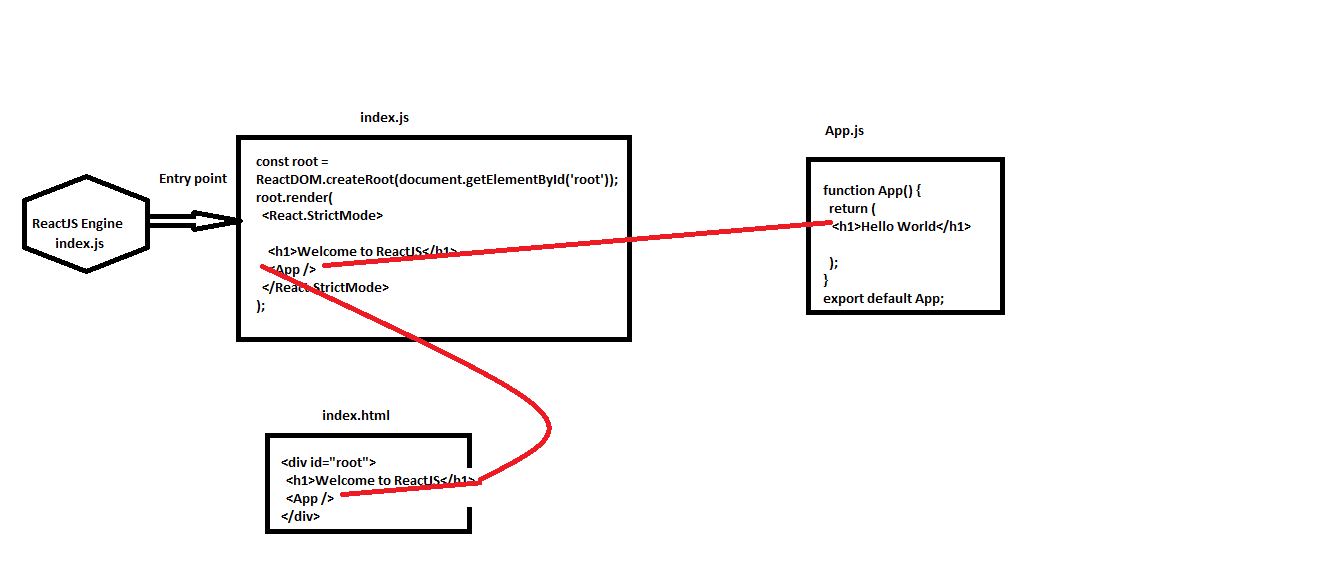 index.js
App.js
Entry point
ReactJS Engine
index.js
const root =
ReactDOM.createRoot(document.getElementById('root'));
root.render(
<React.StrictMode>
<h1>Welcome to ReactJS</h1>
<App />
</React.StrictMode>
);
function App() {
return (
<h1>Hello World</h1>
);
}
export default App;
index.html
<div id="root">
<h1>Welcome to ReactJS</h1>
<App />
</div>